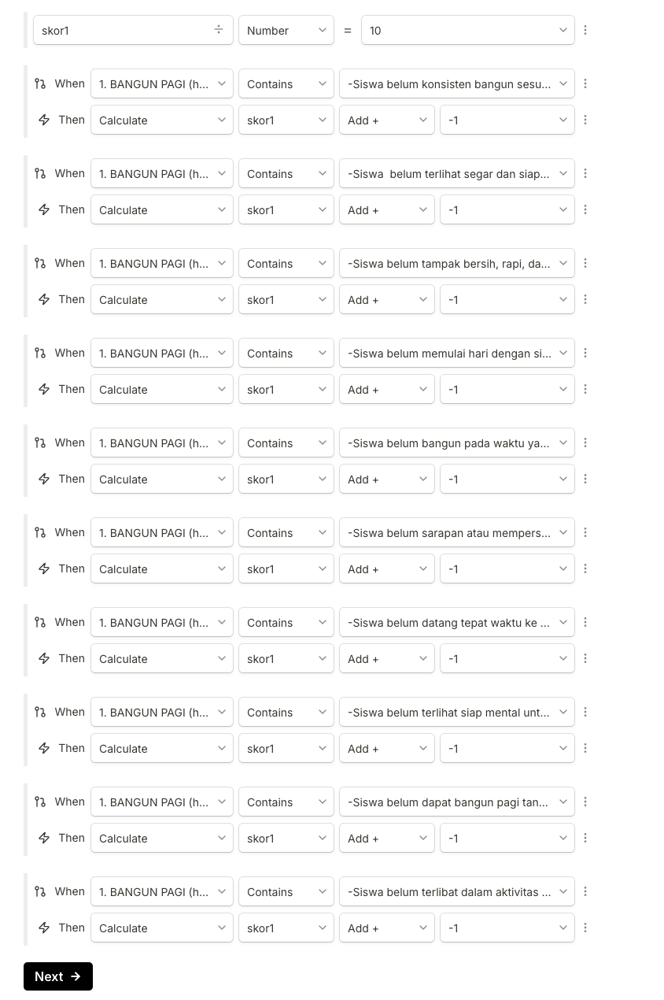 skor1 Number = 10
When 1. BANGUN PAGI (h... Contains -Siswa belum konsisten bangun sesu...
Then Calculate skor1 Add + -1
When 1. BANGUN PAGI (h... Contains -Siswa  belum terlihat segar dan siap...
Then Calculate skor1 Add + -1
When 1. BANGUN PAGI (h... Contains -Siswa belum tampak bersih, rapi, da...
Then Calculate skor1 Add + -1
When 1. BANGUN PAGI (h... Contains -Siswa belum memulai hari dengan si...
Then Calculate skor1 Add + -1
When 1. BANGUN PAGI (h... Contains -Siswa belum bangun pada waktu ya...
Then Calculate skor1 Add + -1
When 1. BANGUN PAGI (h... Contains -Siswa belum sarapan atau mempers...
Then Calculate skor1 Add + -1
When 1. BANGUN PAGI (h... Contains -Siswa belum datang tepat waktu ke ...
Then Calculate skor1 Add + -1
When 1. BANGUN PAGI (h... Contains -Siswa belum terlihat siap mental unt...
Then Calculate skor1 Add + -1
When 1. BANGUN PAGI (h... Contains -Siswa belum dapat bangun pagi tan...
Then Calculate skor1 Add + -1
When 1. BANGUN PAGI (h... Contains -Siswa belum terlibat dalam aktivitas ...
Then Calculate skor1 Add + -1
Next →